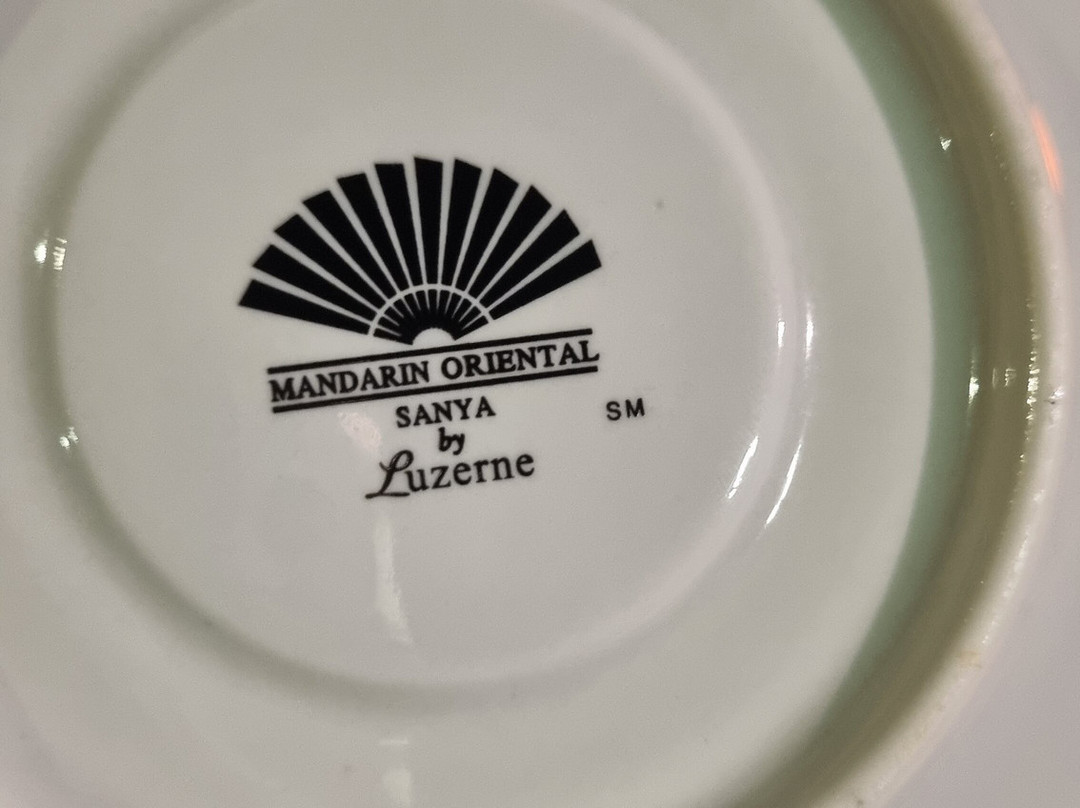 MANDARIN ORIENTAL
SANYA
by
Luzerne
SM